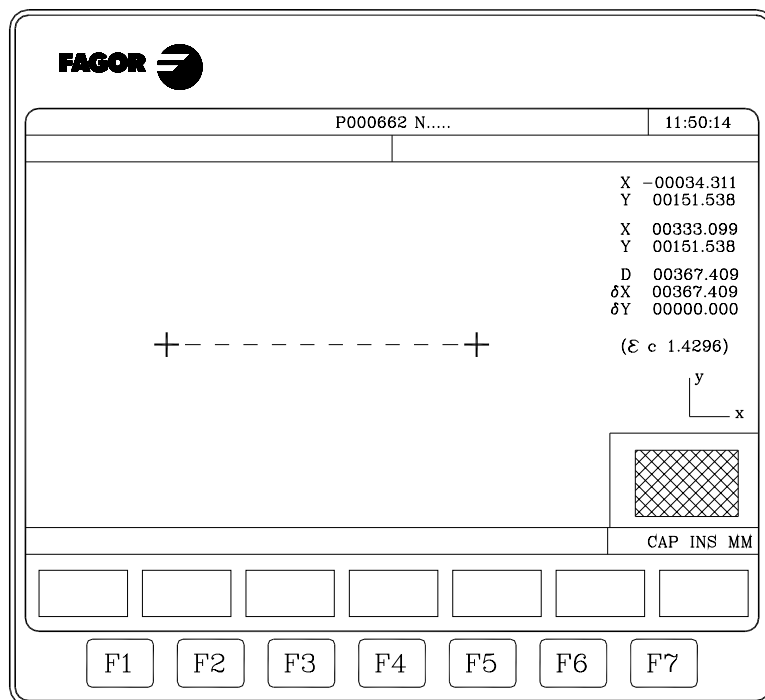 FAGOR
P000662 N..... 11:50:14
X -00034.311
Y 00151.538
X 00333.099
Y 00151.538
D 00367.409
δX 00367.409
δY 00000.000
(ℰ c 1.4296)
y
x
CAP INS MM
F1 F2 F3 F4 F5 F6 F7